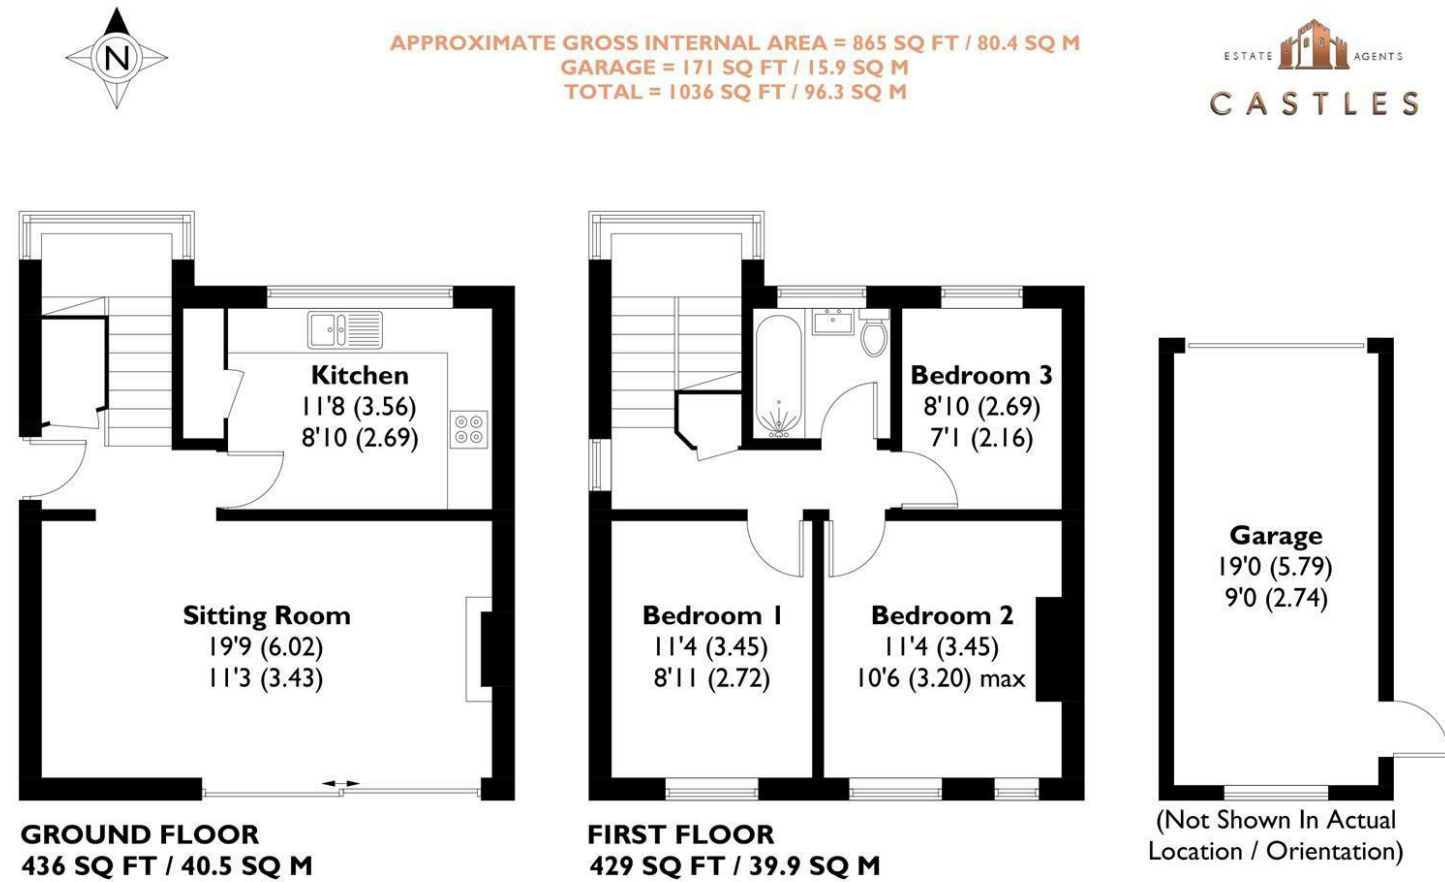 N
APPROXIMATE GROSS INTERNAL AREA = 865 SQ FT / 80.4 SQ M
GARAGE = 171 SQ FT / 15.9 SQ M
TOTAL = 1036 SQ FT / 96.3 SQ M
ESTATE AGENTS
CASTLES
Kitchen
11'8 (3.56)
8'10 (2.69)
Sitting Room
19'9 (6.02)
11'3 (3.43)
GROUND FLOOR
436 SQ FT / 40.5 SQ M
Bedroom 3
8'10 (2.69)
7'1 (2.16)
Bedroom 1
11'4 (3.45)
8'11 (2.72)
Bedroom 2
11'4 (3.45)
10'6 (3.20) max
FIRST FLOOR
429 SQ FT / 39.9 SQ M
Garage
19'0 (5.79)
9'0 (2.74)
(Not Shown In Actual
Location / Orientation)